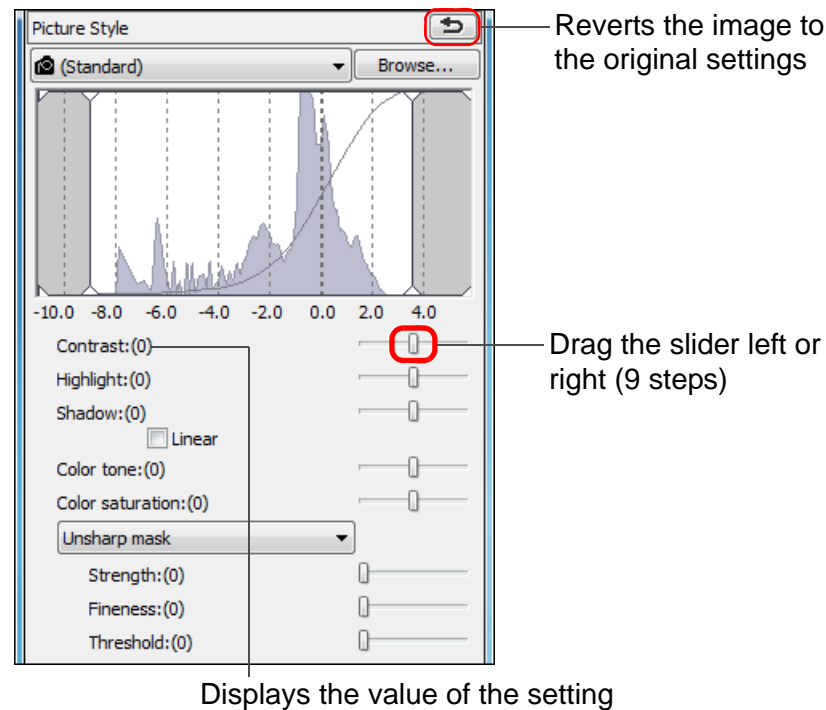 Picture Style
Reverts the image to
the original settings
(Standard)
Browse...
-10.0 -8.0 -6.0 -4.0 -2.0 0.0 2.0 4.0
Contrast:(0)
Drag the slider left or
right (9 steps)
Highlight:(0)
Shadow:(0)
Linear
Color tone:(0)
Color saturation:(0)
Unsharp mask
Strength:(0)
Fineness:(0)
Threshold:(0)
Displays the value of the setting